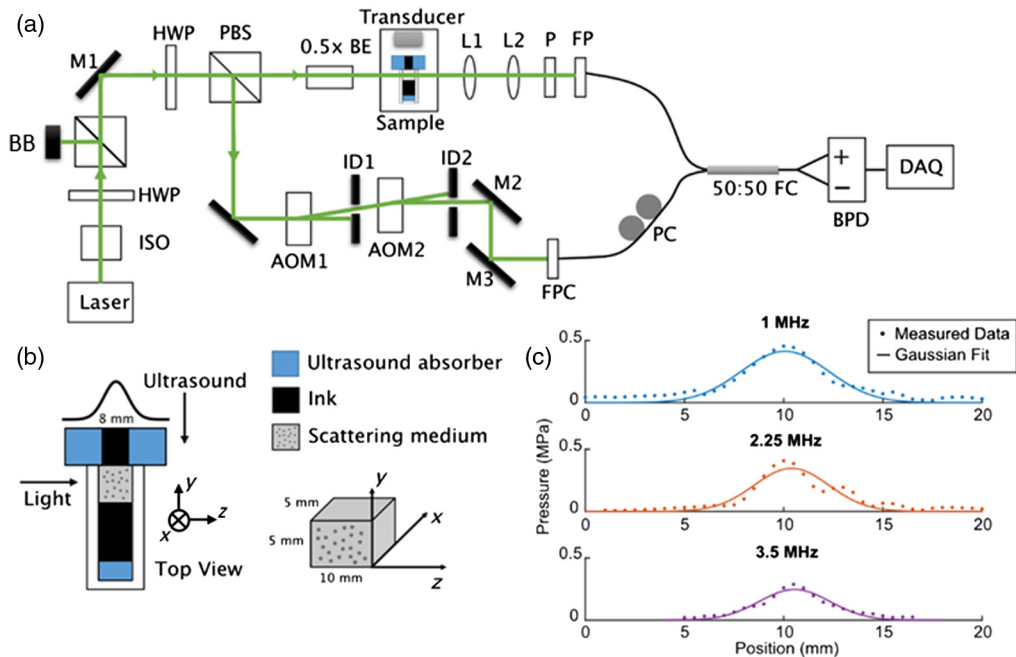 (a)
Transducer
HWP
PBS
0.5x BE
L1
L2
P
FP
M1
Sample
BB
ID1
ID2
M2
+
−
DAQ
HWP
50:50 FC
BPD
ISO
AOM1
AOM2
PC
M3
FPC
Laser
(b)
Ultrasound
8 mm
Light
y
z
x
Top View
Ultrasound absorber
Ink
Scattering medium
y
5 mm
x
5 mm
10 mm
z
(c)
1 MHz
Measured Data
Gaussian Fit
0.5
0
0 5 10 15 20
2.25 MHz
0.5
0
0 5 10 15 20
Pressure (MPa)
3.5 MHz
0.5
0
0 5 10 15 20
Position (mm)